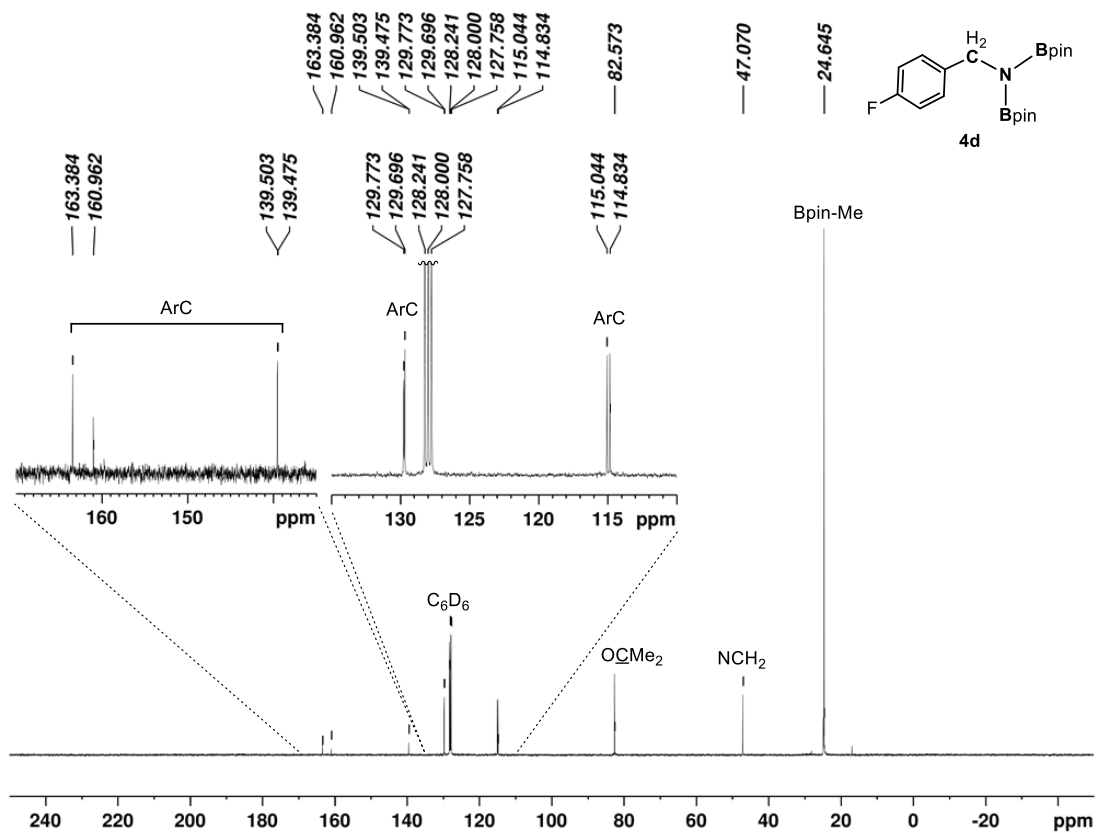 163.384
160.962
139.503
139.475
129.773
129.696
128.241
128.000
127.758
115.044
114.834
82.573
47.070
24.645
H2
C
N
Bpin
Bpin
F
4d
163.384
160.962
139.503
139.475
129.773
129.696
128.241
128.000
127.758
115.044
114.834
Bpin-Me
ArC
ArC
ArC
160 150 ppm
130 125 120 115 ppm
C6D6
OCMe2
NCH2
240 220 200 180 160 140 120 100 80 60 40 20 0 -20 ppm